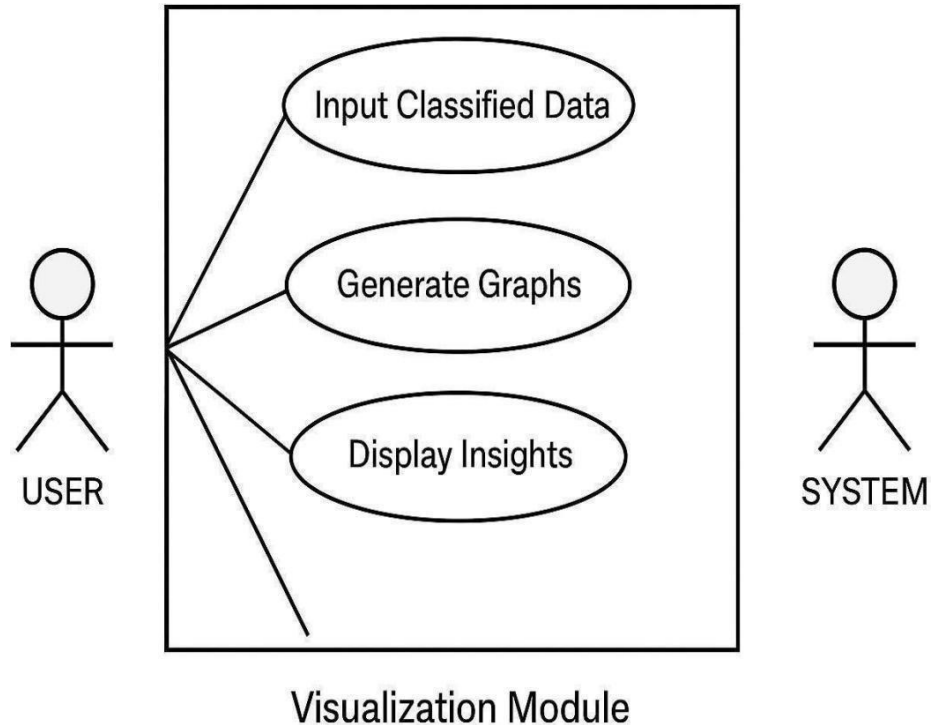 Input Classified Data
Generate Graphs
Display Insights
USER
SYSTEM
Visualization Module